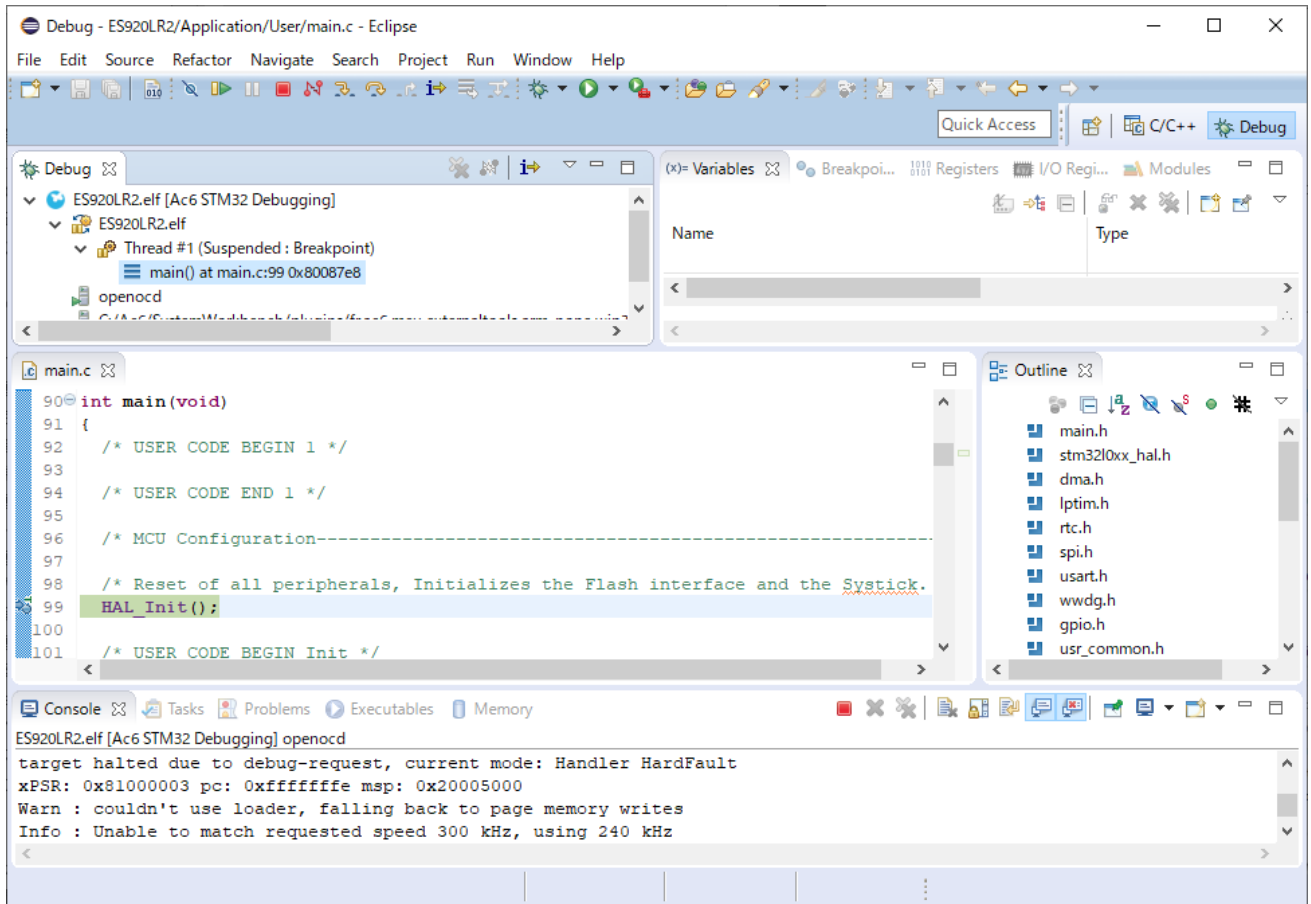 Debug - ES920LR2/Application/User/main.c - Eclipse
File Edit Source Refactor Navigate Search Project Run Window Help
Quick Access C/C++ Debug
Debug
ES920LR2.elf [Ac6 STM32 Debugging]
ES920LR2.elf
Thread #1 (Suspended : Breakpoint)
main() at main.c:99 0x80087e8
openocd
(x)= Variables Breakpoi... Registers I/O Regi... Modules
Name Type
main.c
90 int main(void)
91 {
92 /* USER CODE BEGIN 1 */
93
94 /* USER CODE END 1 */
95
96 /* MCU Configuration--------------------------------------------------------------
97
98 /* Reset of all peripherals, Initializes the Flash interface and the Systick.
99 HAL_Init();
100
101 /* USER CODE BEGIN Init */
Outline
main.h
stm32l0xx_hal.h
dma.h
lptim.h
rtc.h
spi.h
usart.h
wwdg.h
gpio.h
usr_common.h
Console Tasks Problems Executables Memory
ES920LR2.elf [Ac6 STM32 Debugging] openocd
target halted due to debug-request, current mode: Handler HardFault
xPSR: 0x81000003 pc: 0xfffffffe msp: 0x20005000
Warn : couldn't use loader, falling back to page memory writes
Info : Unable to match requested speed 300 kHz, using 240 kHz